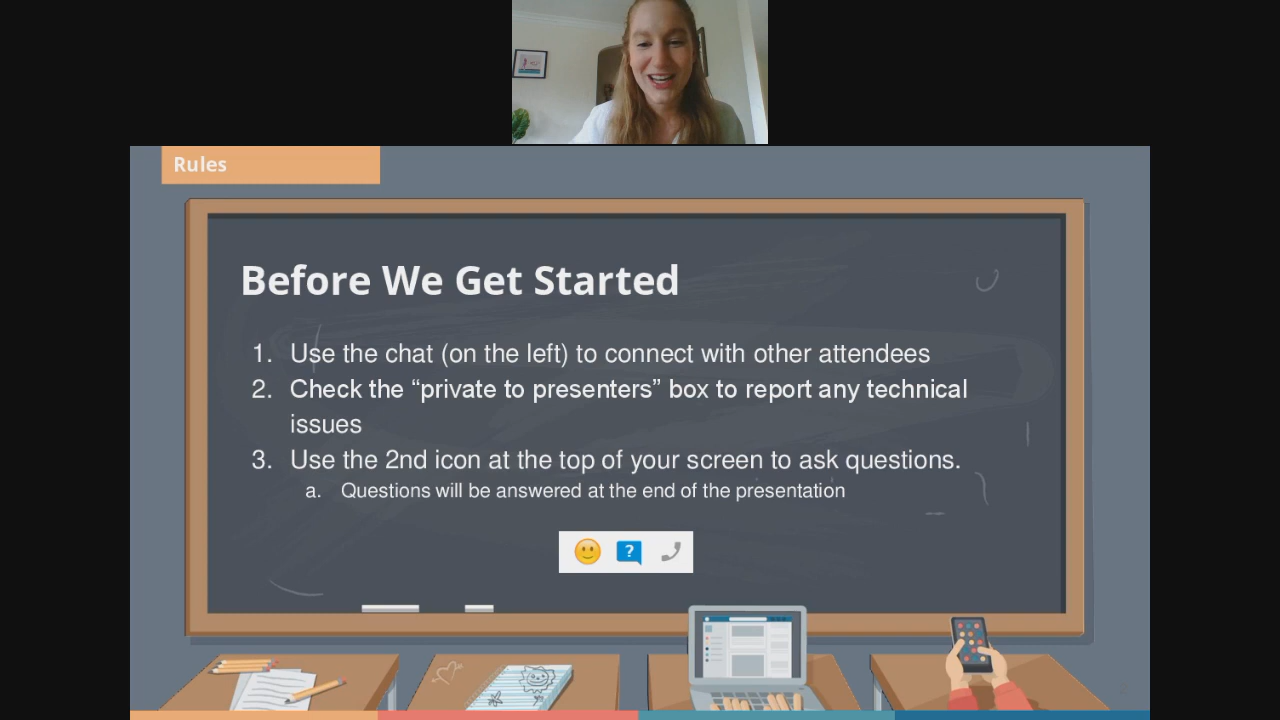 Rules
Before We Get Started
1. Use the chat (on the left) to connect with other attendees
2. Check the “private to presenters” box to report any technical
issues
3. Use the 2nd icon at the top of your screen to ask questions.
a. Questions will be answered at the end of the presentation
?